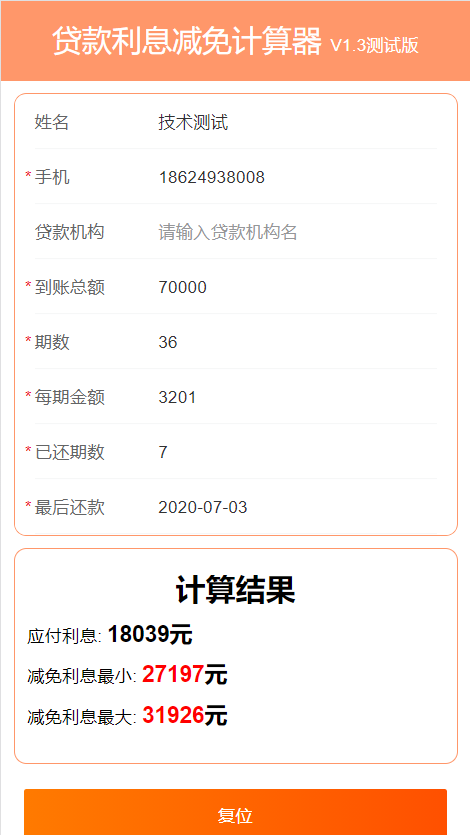 贷款利息减免计算器 V1.3测试版
姓名 技术测试
* 手机 18624938008
贷款机构 请输入贷款机构名
* 到账总额 70000
* 期数 36
* 每期金额 3201
* 已还期数 7
* 最后还款 2020-07-03
计算结果
应付利息: 18039元
减免利息最小: 27197元
减免利息最大: 31926元
复位